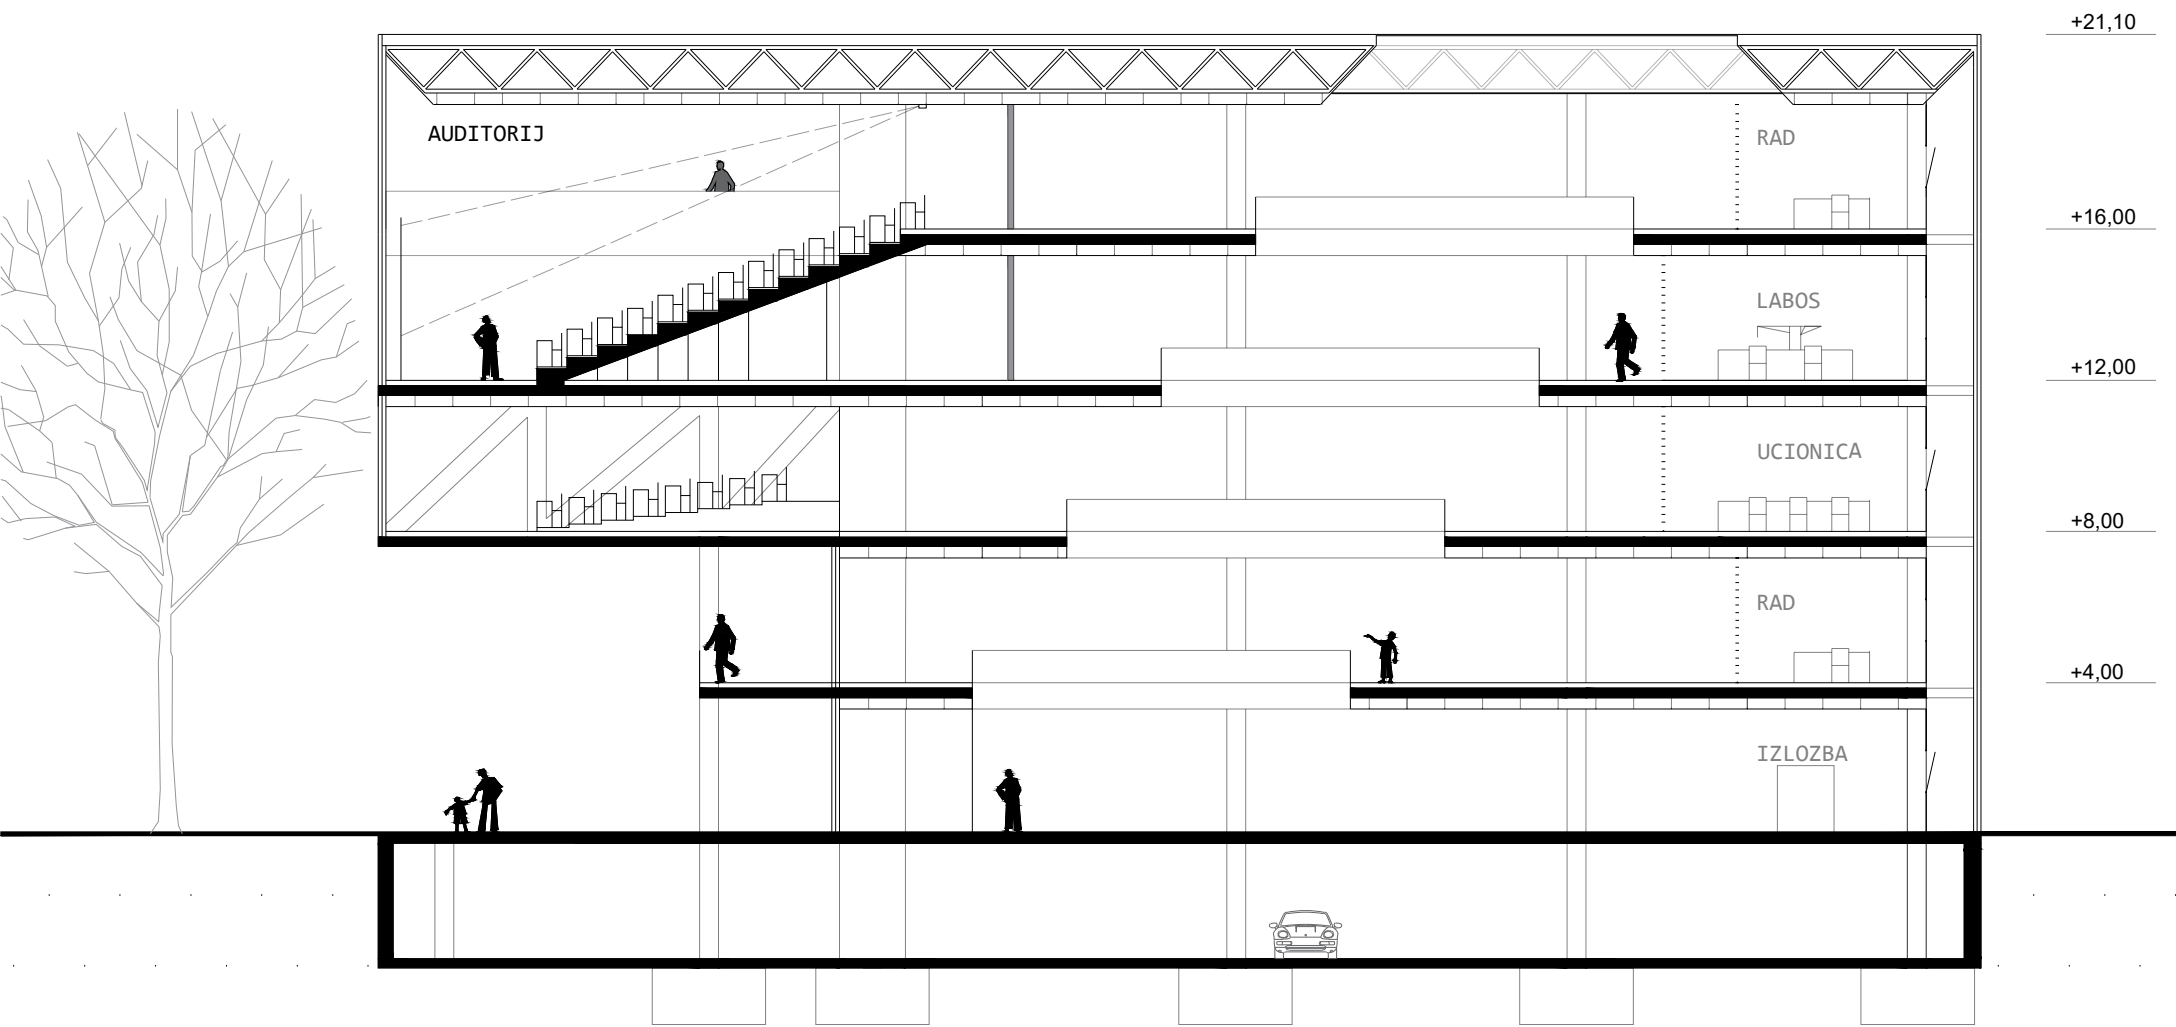 +21,10
AUDITORIJ
RAD
+16,00
LABOS
+12,00
UCIONICA
+8,00
RAD
+4,00
IZLOZBA